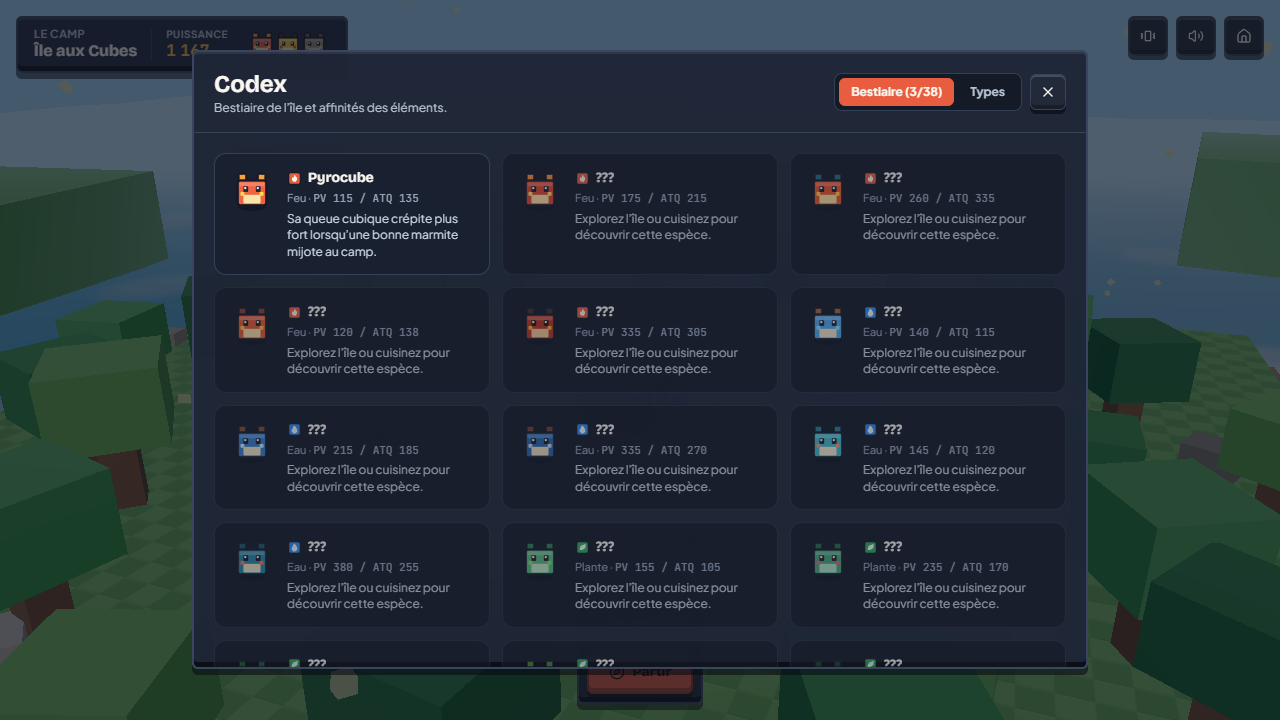 LE CAMP
Île aux Cubes
PUISSANCE
1 167
Codex
Bestiaire de l'île et affinités des éléments.
Bestiaire (3/38)
Types
Pyrocube
Feu · PV 115 / ATQ 135
Sa queue cubique crépite plus
fort lorsqu'une bonne marmite
mijote au camp.
???
Feu · PV 175 / ATQ 215
Explorez l'île ou cuisinez pour
découvrir cette espèce.
???
Feu · PV 260 / ATQ 335
Explorez l'île ou cuisinez pour
découvrir cette espèce.
???
Feu · PV 120 / ATQ 138
Explorez l'île ou cuisinez pour
découvrir cette espèce.
???
Feu · PV 335 / ATQ 305
Explorez l'île ou cuisinez pour
découvrir cette espèce.
???
Eau · PV 140 / ATQ 115
Explorez l'île ou cuisinez pour
découvrir cette espèce.
???
Eau · PV 215 / ATQ 185
Explorez l'île ou cuisinez pour
découvrir cette espèce.
???
Eau · PV 335 / ATQ 270
Explorez l'île ou cuisinez pour
découvrir cette espèce.
???
Eau · PV 145 / ATQ 120
Explorez l'île ou cuisinez pour
découvrir cette espèce.
???
Eau · PV 380 / ATQ 255
Explorez l'île ou cuisinez pour
découvrir cette espèce.
???
Plante · PV 155 / ATQ 105
Explorez l'île ou cuisinez pour
découvrir cette espèce.
???
Plante · PV 235 / ATQ 170
Explorez l'île ou cuisinez pour
découvrir cette espèce.
???
???
???
Partir